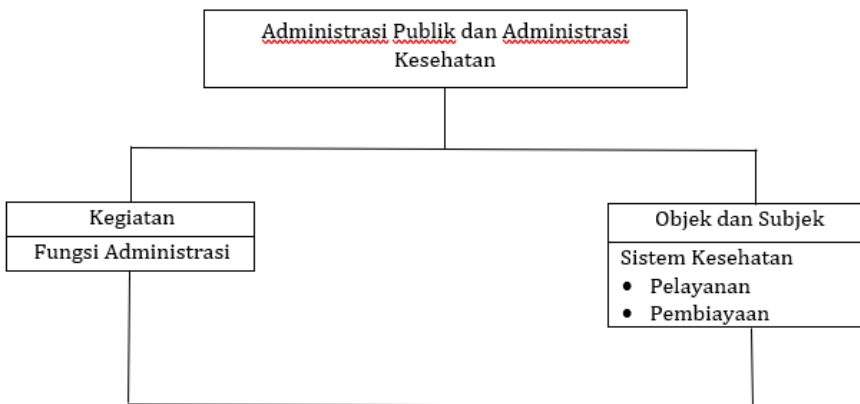 Administrasi Publik dan Administrasi
Kesehatan
Kegiatan
Fungsi Administrasi
Objek dan Subjek
Sistem Kesehatan
• Pelayanan
• Pembiayaan